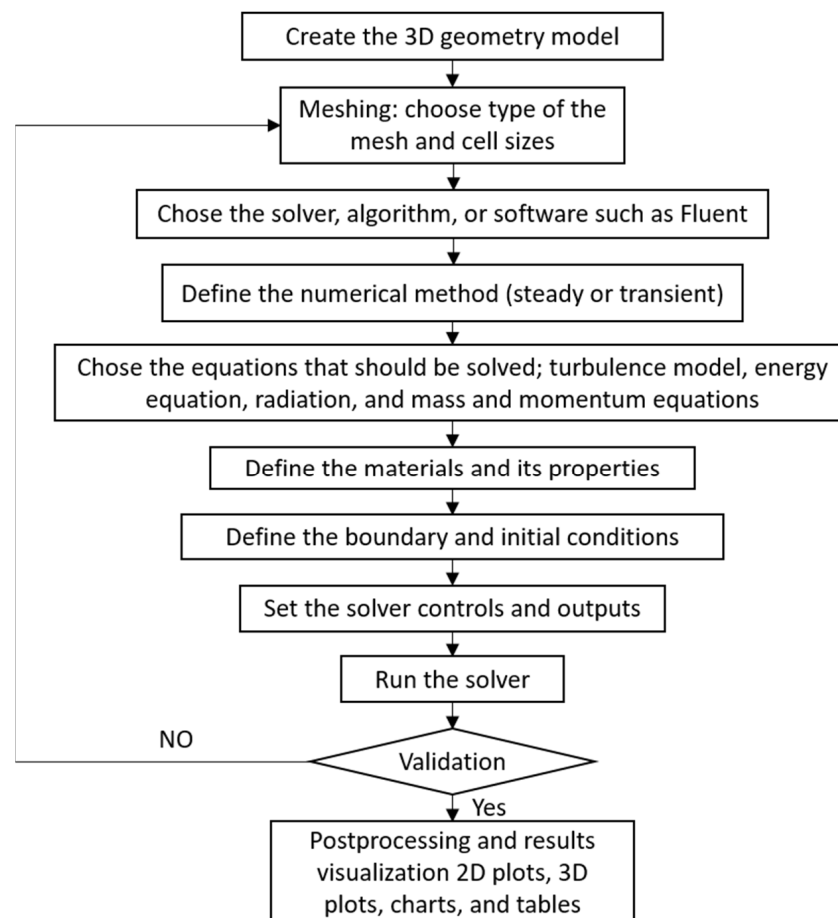 Create the 3D geometry model
Meshing: choose type of the
mesh and cell sizes
Chose the solver, algorithm, or software such as Fluent
Define the numerical method (steady or transient)
Chose the equations that should be solved; turbulence model, energy
equation, radiation, and mass and momentum equations
Define the materials and its properties
Define the boundary and initial conditions
Set the solver controls and outputs
Run the solver
NO
Validation
Yes
Postprocessing and results
visualization 2D plots, 3D
plots, charts, and tables